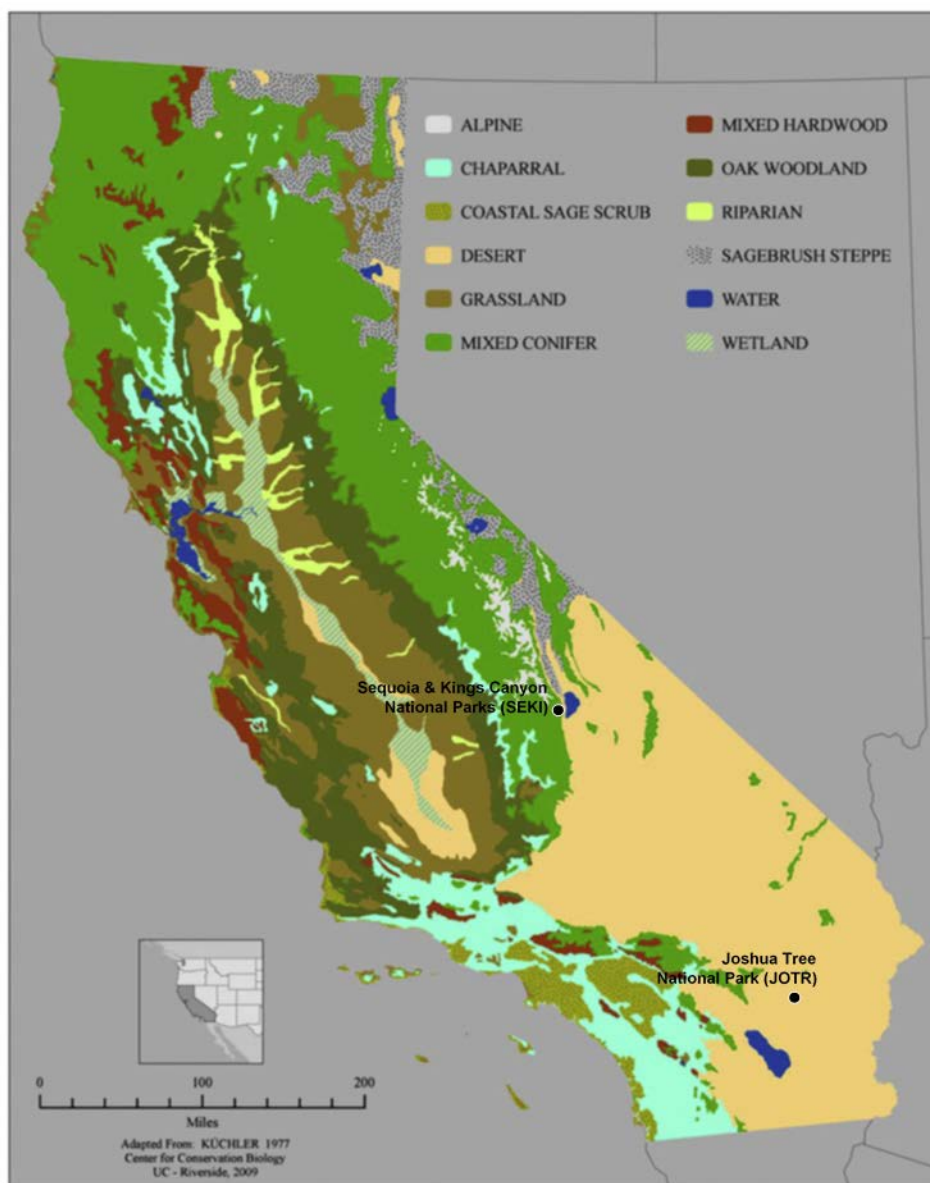 ALPINE
CHAPARRAL
COASTAL SAGE SCRUB
DESERT
GRASSLAND
MIXED CONIFER
MIXED HARDWOOD
OAK WOODLAND
RIPARIAN
SAGEBRUSH STEPPE
WATER
WETLAND
Sequoia & Kings Canyon
National Parks (SEKI)
Joshua Tree
National Park (JOTR)
0 100 200
Miles
Adapted From: KÜCHLER 1977
Center for Conservation Biology
UC - Riverside, 2009